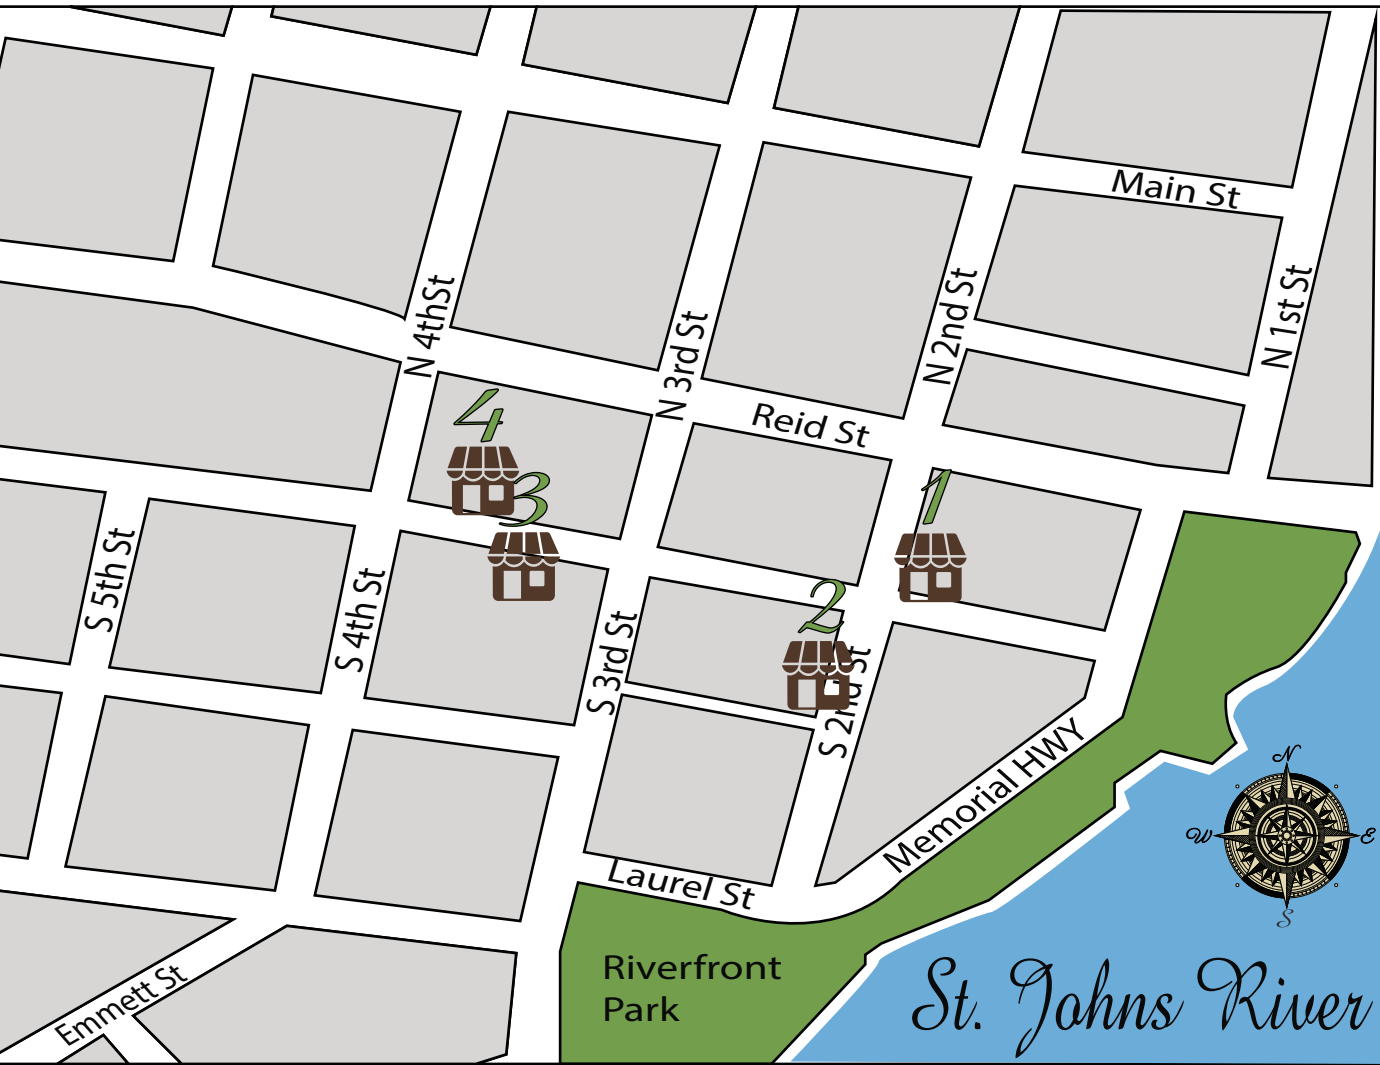 Main St
N 4thSt
N 3rd St
N 2nd St
N 1st St
Reid St
4
3
1
2
S 5th St
S 4th St
S 3rd St
S 2nd St
Memorial HWY
N
W
E
S
Laurel St
Riverfront
Park
Emmett St
St. Johns River